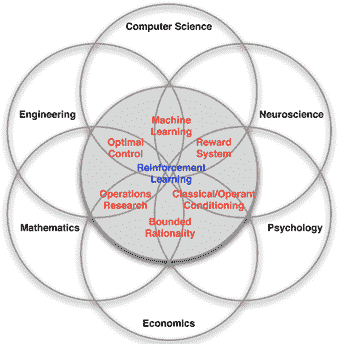 Computer Science
Engineering
Neuroscience
Machine
Learning
Optimal
Control
Reward
System
Reinforcement
Learning
Operations
Research
Classical/Operant
Conditioning
Bounded
Rationality
Mathematics
Psychology
Economics